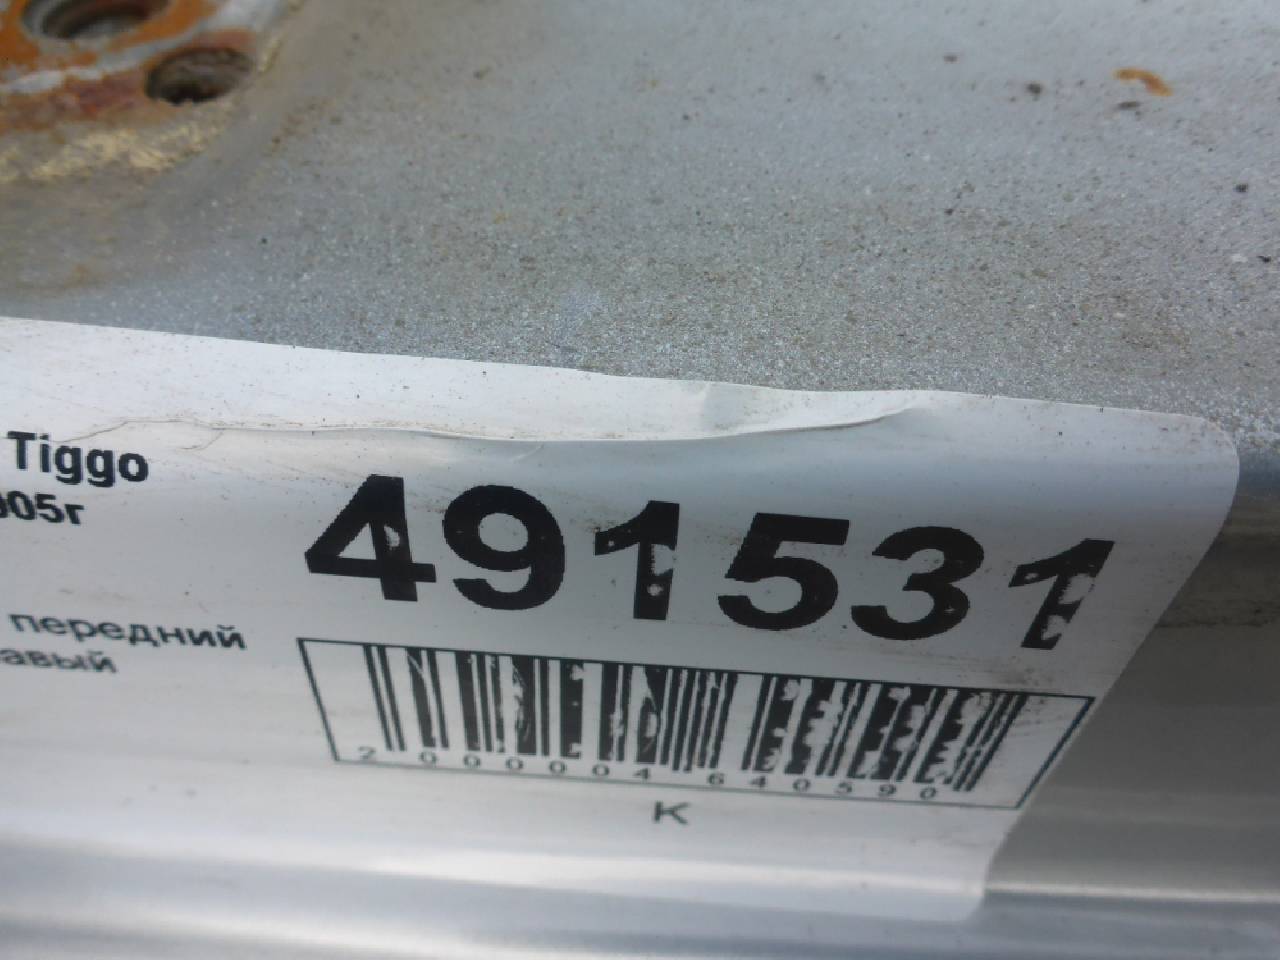 Tiggo
005г
491531
передний
авый
2000004640590
K